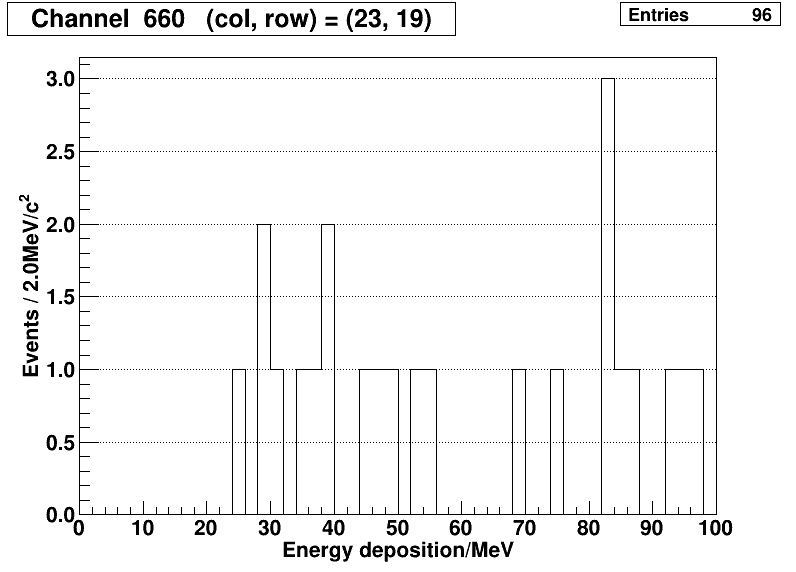 Channel 660 (col, row) = (23, 19)
Entries 96
3.0
2.5
2.0
1.5
1.0
0.5
0.0
Events / 2.0MeV/c²
0 10 20 30 40 50 60 70 80 90 100
Energy deposition/MeV